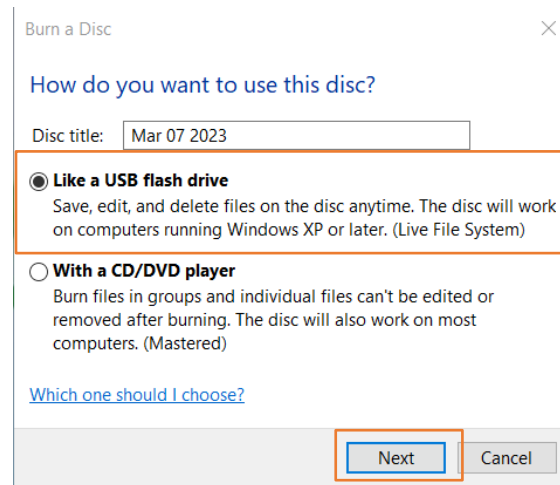 Burn a Disc
How do you want to use this disc?
Disc title: Mar 07 2023
Like a USB flash drive
Save, edit, and delete files on the disc anytime. The disc will work
on computers running Windows XP or later. (Live File System)
With a CD/DVD player
Burn files in groups and individual files can't be edited or
removed after burning. The disc will also work on most
computers. (Mastered)
Which one should I choose?
Next Cancel